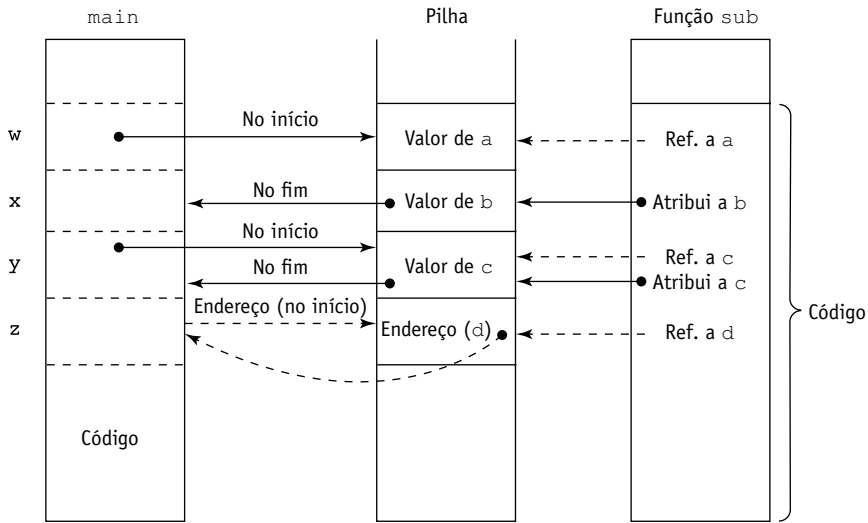 main
Pilha
Função sub
w
No início
Valor de a
Ref. a a
x
No fim
Valor de b
Atribui a b
No início
y
No fim
Valor de c
Ref. a c
Atribui a c
Endereço (no início)
z
Endereço (d)
Ref. a d
Código
Código